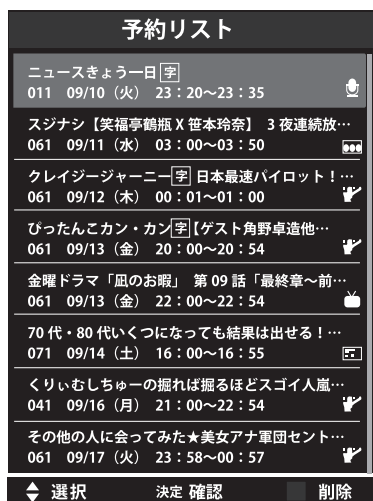 予約リスト
ニュースきょう一日字
011 09/10（火） 23：20～23：35
スジナシ【笑福亭鶴瓶 X 笹本玲奈】 3 夜連続放…
061 09/11（水） 03：00～03：50
クレイジージャーニー字 日本最速パイロット！…
061 09/12（木） 00：01～01：00
ぴったんこカン・カン字【ゲスト角野卓造他…
061 09/13（金） 20：00～20：54
金曜ドラマ「凪のお暇」 第 09 話「最終章～前…
061 09/13（金） 22：00～22：54
70 代・80 代いくつになっても結果は出せる！…
071 09/14（土） 16：00～16：55
くりぃむしちゅーの掘れば掘るほどスゴイ人嵐…
041 09/16（月） 21：00～22：54
その他の人に会ってみた★美女アナ軍団セント…
061 09/17（火） 23：58～00：57
選択 決定 確認 削除